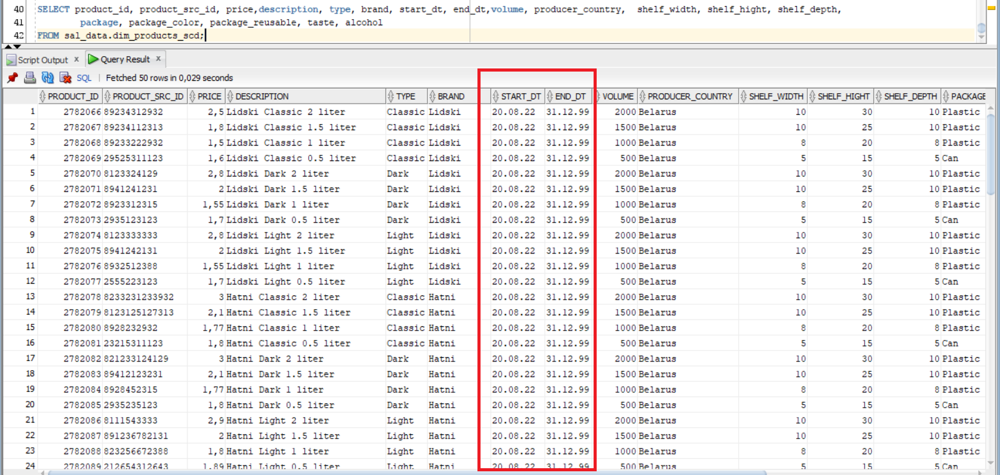 40 SELECT product_id, product_src_id, price,description, type, brand, start_dt, end_dt,volume, producer_country, shelf_width, shelf_hight, shelf_depth,
41 package, package_color, package_reusable, taste, alcohol
42 FROM sal_data.dim_products_scd;
Script Output x Query Result x
SQL | Fetched 50 rows in 0,029 seconds
PRODUCT_ID PRODUCT_SRC_ID PRICE DESCRIPTION TYPE BRAND START_DT END_DT VOLUME PRODUCER_COUNTRY SHELF_WIDTH SHELF_HIGHT SHELF_DEPTH PACKAGE
1 2782066 89234312932 2,5 Lidski Classic 2 liter Classic Lidski 20.08.22 31.12.99 2000 Belarus 10 30 10 Plastic
2 2782067 89234112313 1,8 Lidski Classic 1.5 liter Classic Lidski 20.08.22 31.12.99 1500 Belarus 10 25 10 Plastic
3 2782068 89233222932 1,5 Lidski Classic 1 liter Classic Lidski 20.08.22 31.12.99 1000 Belarus 8 20 8 Plastic
4 2782069 29525311123 1,6 Lidski Classic 0.5 liter Classic Lidski 20.08.22 31.12.99 500 Belarus 5 15 5 Can
5 2782070 8123324129 2,8 Lidski Dark 2 liter Dark Lidski 20.08.22 31.12.99 2000 Belarus 10 30 10 Plastic
6 2782071 8941241231 2 Lidski Dark 1.5 liter Dark Lidski 20.08.22 31.12.99 1500 Belarus 10 25 10 Plastic
7 2782072 8923312315 1,55 Lidski Dark 1 liter Dark Lidski 20.08.22 31.12.99 1000 Belarus 8 20 8 Plastic
8 2782073 2935123123 1,7 Lidski Dark 0.5 liter Dark Lidski 20.08.22 31.12.99 500 Belarus 5 15 5 Can
9 2782074 8123333333 2,8 Lidski Light 2 liter Light Lidski 20.08.22 31.12.99 2000 Belarus 10 30 10 Plastic
10 2782075 8941242131 2 Lidski Light 1.5 liter Light Lidski 20.08.22 31.12.99 1500 Belarus 10 25 10 Plastic
11 2782076 8932512388 1,55 Lidski Light 1 liter Light Lidski 20.08.22 31.12.99 1000 Belarus 8 20 8 Plastic
12 2782077 2555223123 1,7 Lidski Light 0.5 liter Light Lidski 20.08.22 31.12.99 500 Belarus 5 15 5 Can
13 2782078 8233231233932 3 Hatni Classic 2 liter Classic Hatni 20.08.22 31.12.99 2000 Belarus 10 30 10 Plastic
14 2782079 8123125127313 2,1 Hatni Classic 1.5 liter Classic Hatni 20.08.22 31.12.99 1500 Belarus 10 25 10 Plastic
15 2782080 8928232932 1,77 Hatni Classic 1 liter Classic Hatni 20.08.22 31.12.99 1000 Belarus 8 20 8 Plastic
16 2782081 23215311123 1,8 Hatni Classic 0.5 liter Classic Hatni 20.08.22 31.12.99 500 Belarus 5 15 5 Can
17 2782082 821233124129 3 Hatni Dark 2 liter Dark Hatni 20.08.22 31.12.99 2000 Belarus 10 30 10 Plastic
18 2782083 89412123231 2,1 Hatni Dark 1.5 liter Dark Hatni 20.08.22 31.12.99 1500 Belarus 10 25 10 Plastic
19 2782084 8928452315 1,77 Hatni Dark 1 liter Dark Hatni 20.08.22 31.12.99 1000 Belarus 8 20 8 Plastic
20 2782085 2935235123 1,8 Hatni Dark 0.5 liter Dark Hatni 20.08.22 31.12.99 500 Belarus 5 15 5 Can
21 2782086 8111543333 2,9 Hatni Light 2 liter Light Hatni 20.08.22 31.12.99 2000 Belarus 10 30 10 Plastic
22 2782087 891236782131 2 Hatni Light 1.5 liter Light Hatni 20.08.22 31.12.99 1500 Belarus 10 25 10 Plastic
23 2782088 823256672388 1,8 Hatni Light 1 liter Light Hatni 20.08.22 31.12.99 1000 Belarus 8 20 8 Plastic
24 2782089 212654312643 1,89 Hatni Light 0.5 liter Light Hatni 20.08.22 31.12.99 500 Belarus 5 15 5 Can